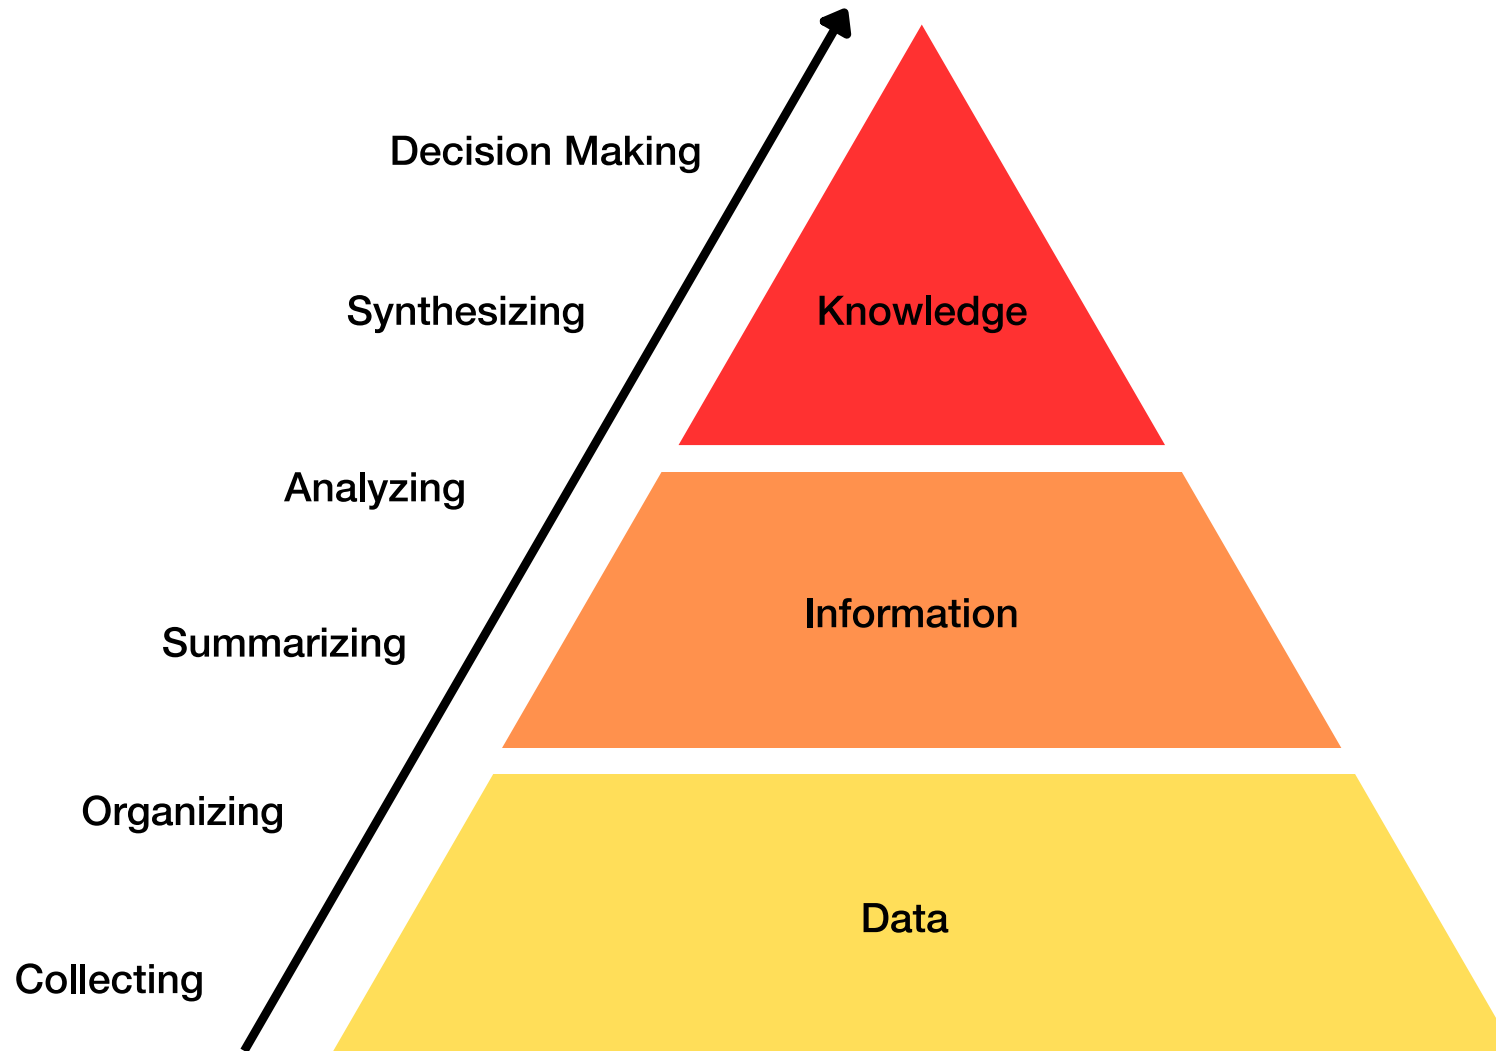 Decision Making
Synthesizing
Knowledge
Analyzing
Information
Summarizing
Organizing
Data
Collecting